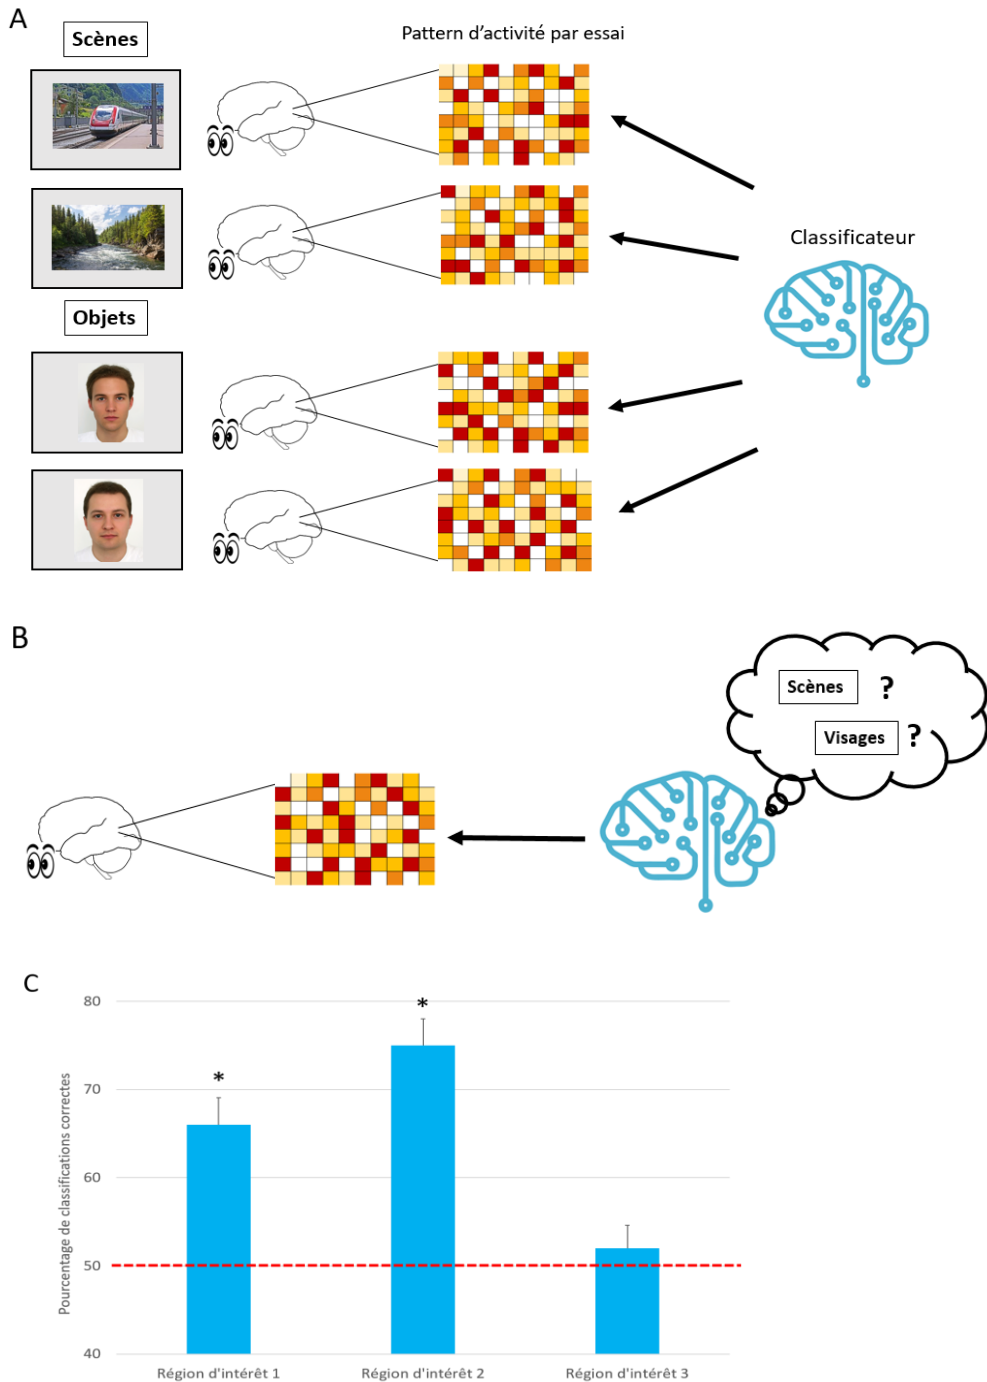 A
Scènes
Pattern d’activité par essai
Classificateur
Objets
B
Scènes ?
Visages ?
C
Pourcentage de classifications correctes
80
70
60
50
40
*
*
Région d'intérêt 1
Région d'intérêt 2
Région d'intérêt 3